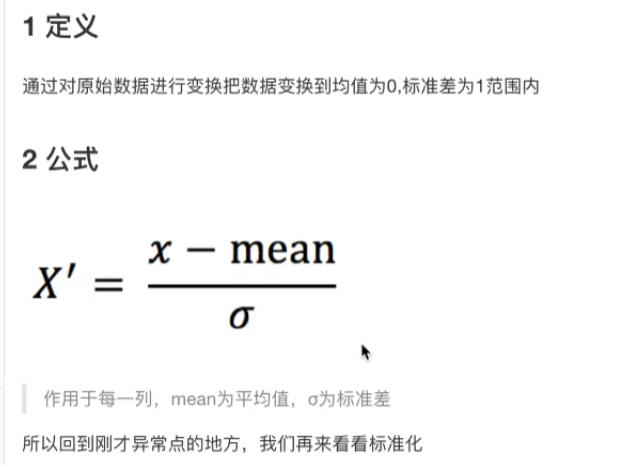 1 定义
通过对原始数据进行变换把数据变换到均值为0,标准差为1范围内
2 公式
X′ = (x − mean) / σ
作用于每一列，mean为平均值，σ为标准差
所以回到刚才异常点的地方，我们再来看看标准化